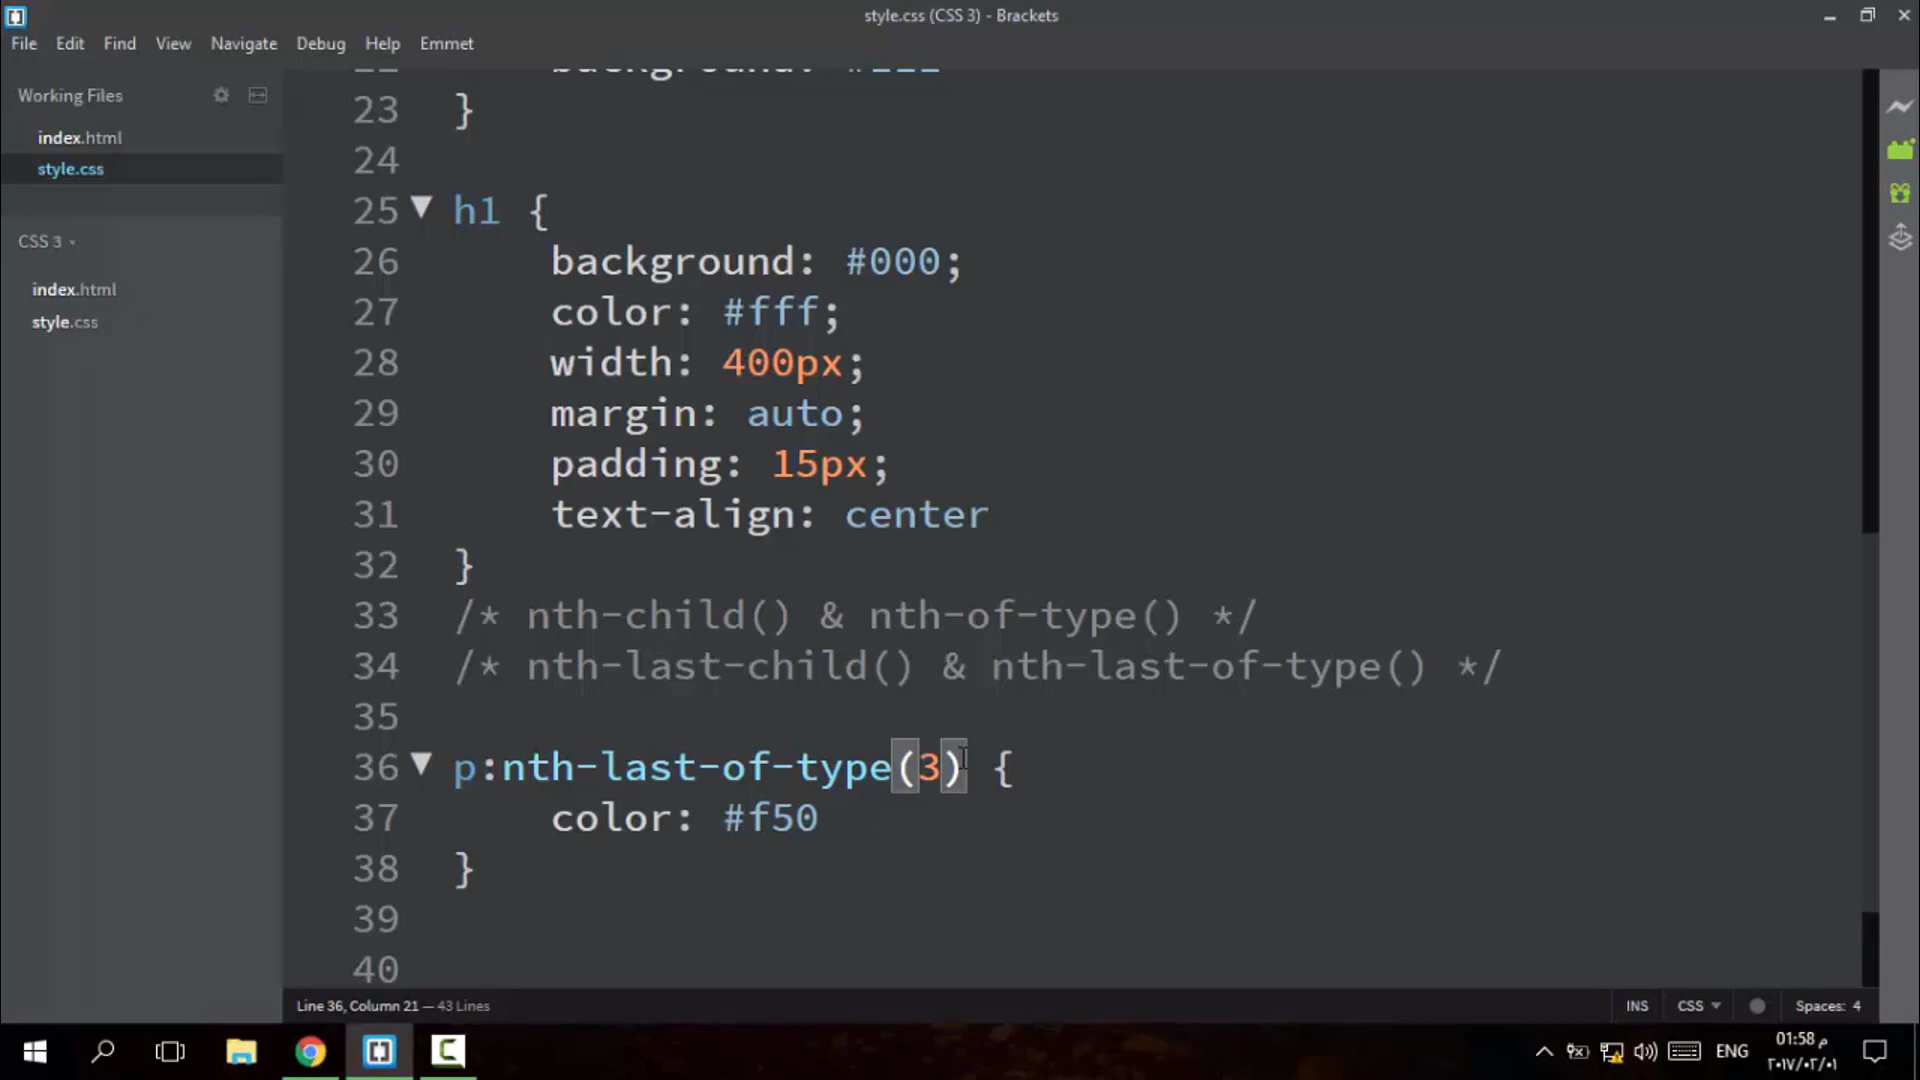 style.css (CSS 3) - Brackets
File Edit Find View Navigate Debug Help Emmet
Working Files
index.html
style.css
CSS 3
index.html
style.css
23 }
24
25 h1 {
26 background: #000;
27 color: #fff;
28 width: 400px;
29 margin: auto;
30 padding: 15px;
31 text-align: center
32 }
33 /* nth-child() & nth-of-type() */
34 /* nth-last-child() & nth-last-of-type() */
35
36 p:nth-last-of-type(3) {
37 color: #f50
38 }
39
40
Line 36, Column 21 — 43 Lines
INS CSS Spaces: 4
ENG
01:58 م
٢٠١٧/٠٢/٠١